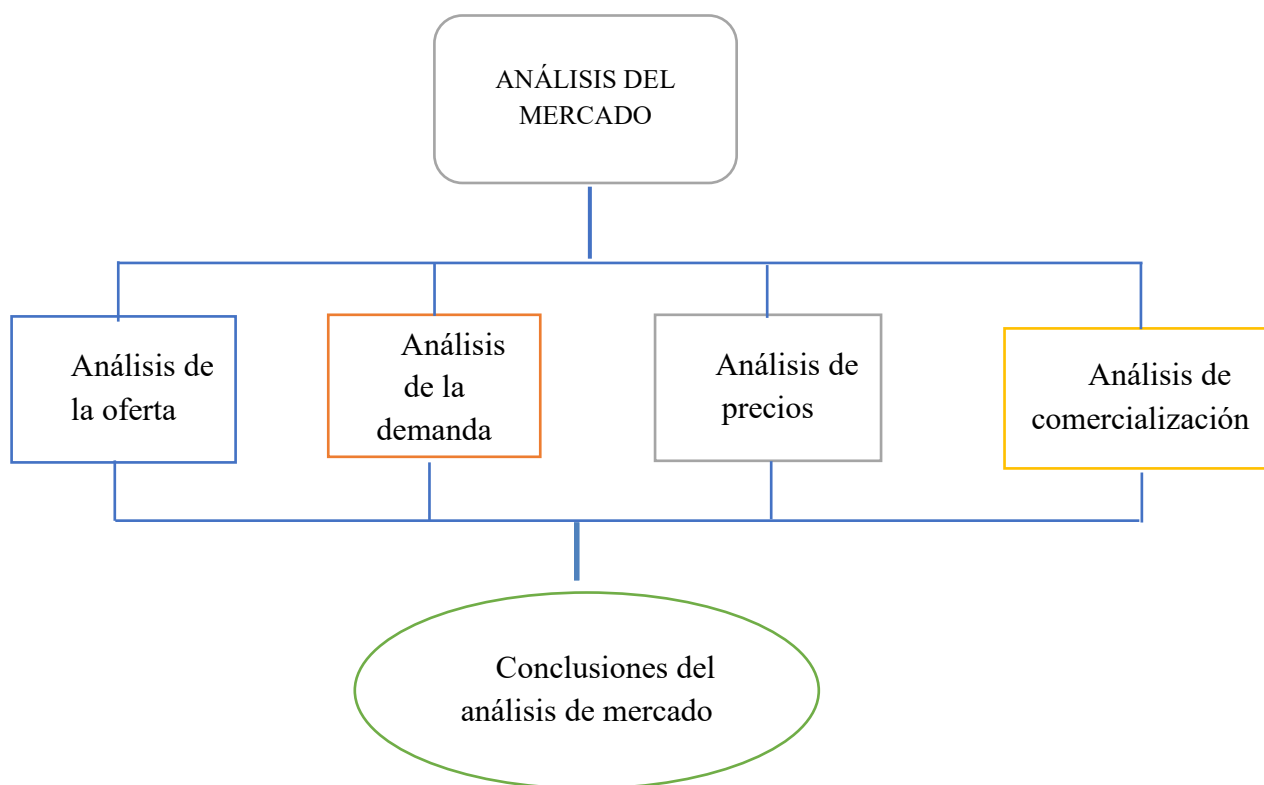 ANÁLISIS DEL
MERCADO
Análisis de
la oferta
Análisis
de la
demanda
Análisis de
precios
Análisis de
comercialización
Conclusiones del
análisis de mercado